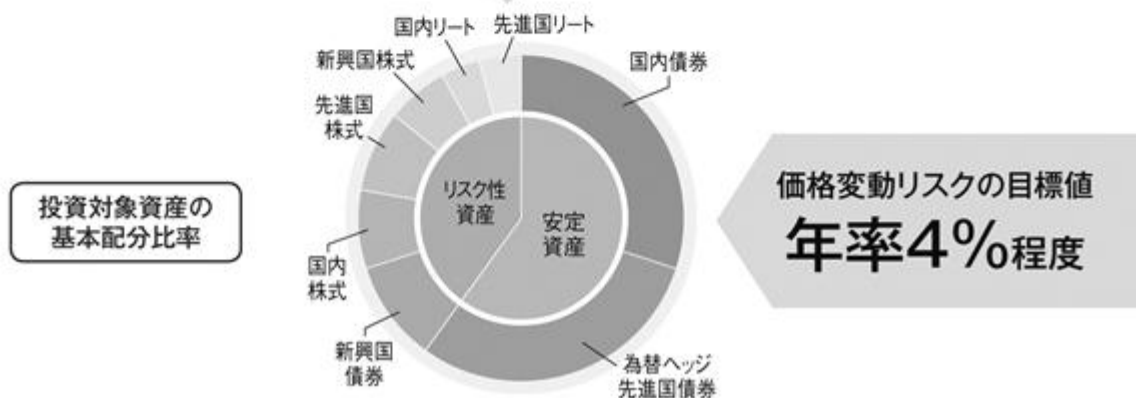 国内リート
先進国リート
新興国株式
国内債券
先進国
株式
リスク性
資産
安定
資産
投資対象資産の
基本配分比率
価格変動リスクの目標値
年率4%程度
国内
株式
新興国
債券
為替ヘッジ
先進国債券